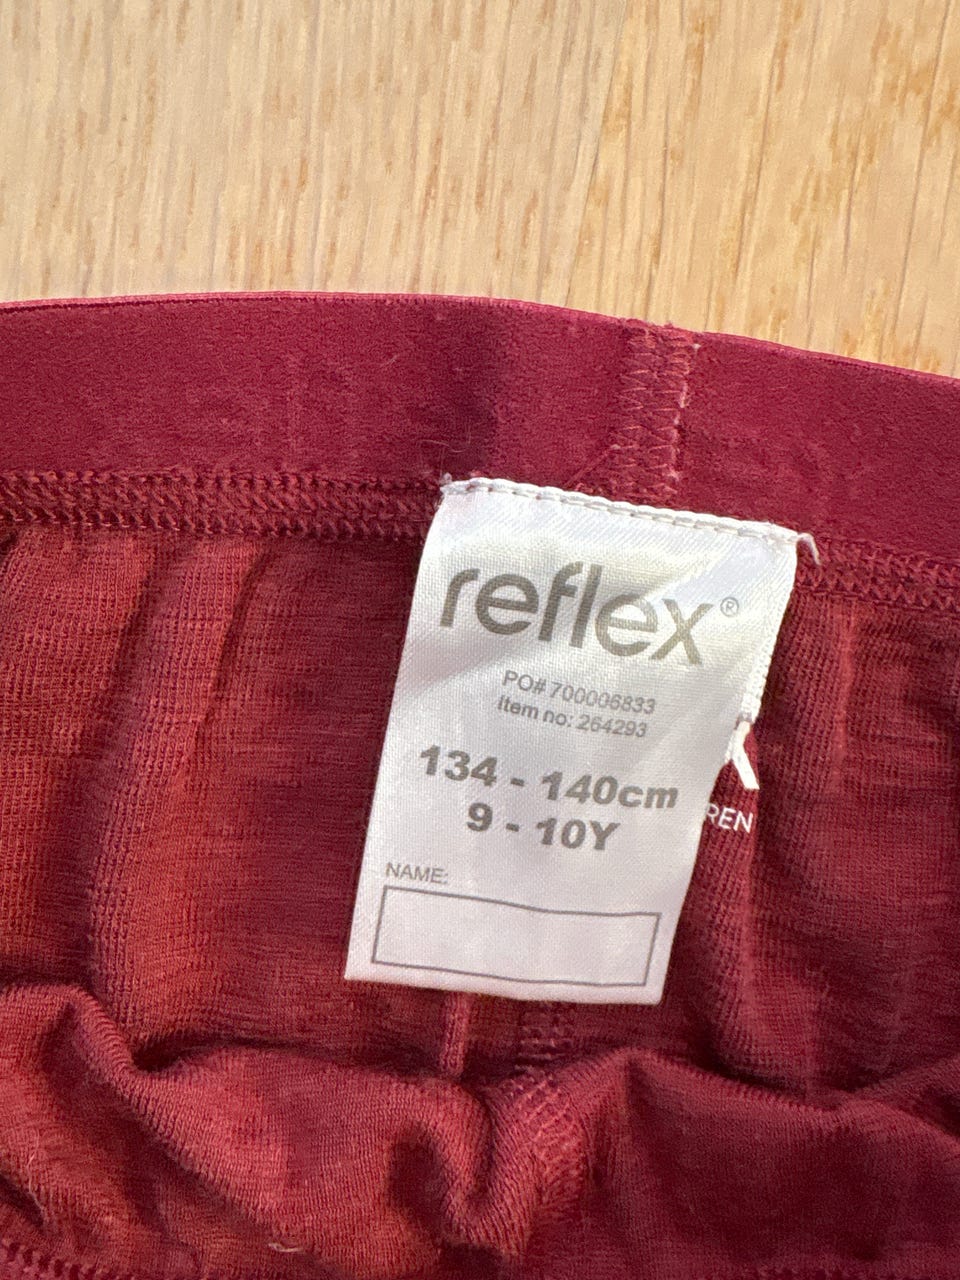 reflex®
PO# 700006833
Item no: 264293
134 - 140cm
9 - 10Y
NAME: